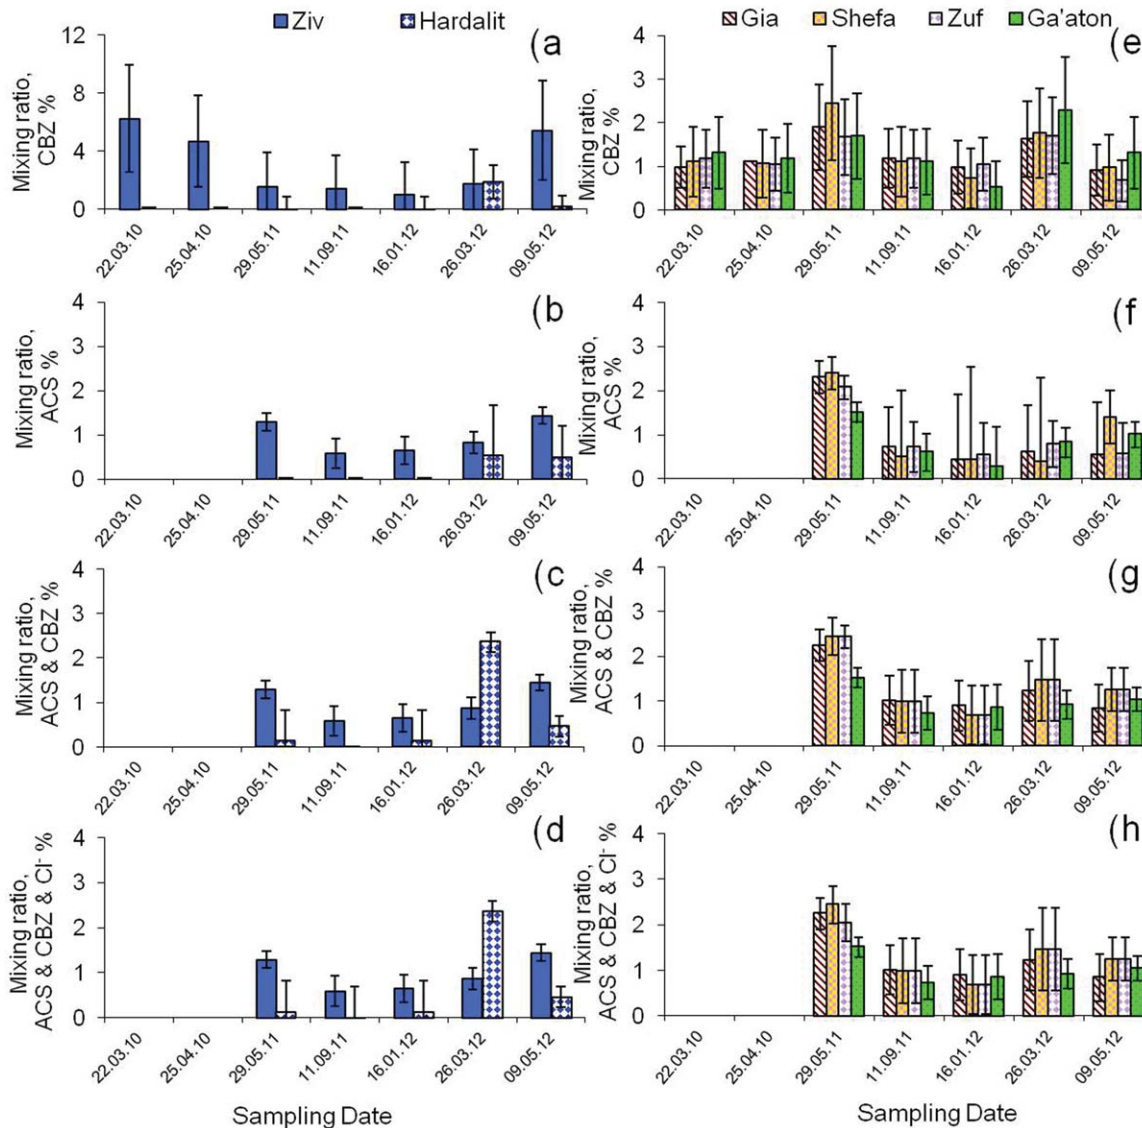 Ziv Hardalit
(a
Mixing ratio,
CBZ %
12
8
4
0
22.03.10 25.04.10 29.05.11 11.09.11 16.01.12 26.03.12 09.05.12
(b
Mixing ratio,
ACS %
4
3
2
1
0
22.03.10 25.04.10 29.05.11 11.09.11 16.01.12 26.03.12 09.05.12
(c
Mixing ratio,
ACS & CBZ %
4
3
2
1
0
22.03.10 25.04.10 29.05.11 11.09.11 16.01.12 26.03.12 09.05.12
(d
Mixing ratio,
ACS & CBZ & Cl- %
4
3
2
1
0
22.03.10 25.04.10 29.05.11 11.09.11 16.01.12 26.03.12 09.05.12
Sampling Date
Gia Shefa Zuf Ga'aton
(e
Mixing ratio,
CBZ %
4
3
2
1
0
22.03.10 25.04.10 29.05.11 11.09.11 16.01.12 26.03.12 09.05.12
(f
Mixing ratio,
ACS %
4
3
2
1
0
22.03.10 25.04.10 29.05.11 11.09.11 16.01.12 26.03.12 09.05.12
(g
Mixing ratio,
ACS & CBZ %
4
3
2
1
0
22.03.10 25.04.10 29.05.11 11.09.11 16.01.12 26.03.12 09.05.12
(h
Mixing ratio,
ACS & CBZ & Cl- %
4
3
2
1
0
22.03.10 25.04.10 29.05.11 11.09.11 16.01.12 26.03.12 09.05.12
Sampling Date